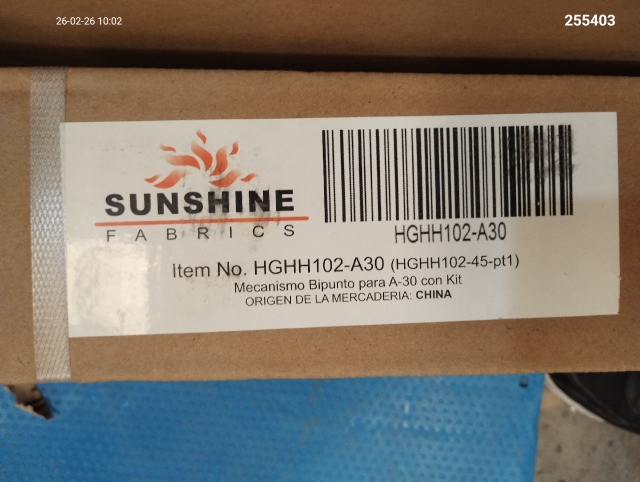 26-02-26 10:02
255403
SUNSHINE
FABRICS
HGHH102-A30
Item No. HGHH102-A30 (HGHH102-45-pt1)
Mecanismo Bipunto para A-30 con Kit
ORIGEN DE LA MERCADERIA: CHINA